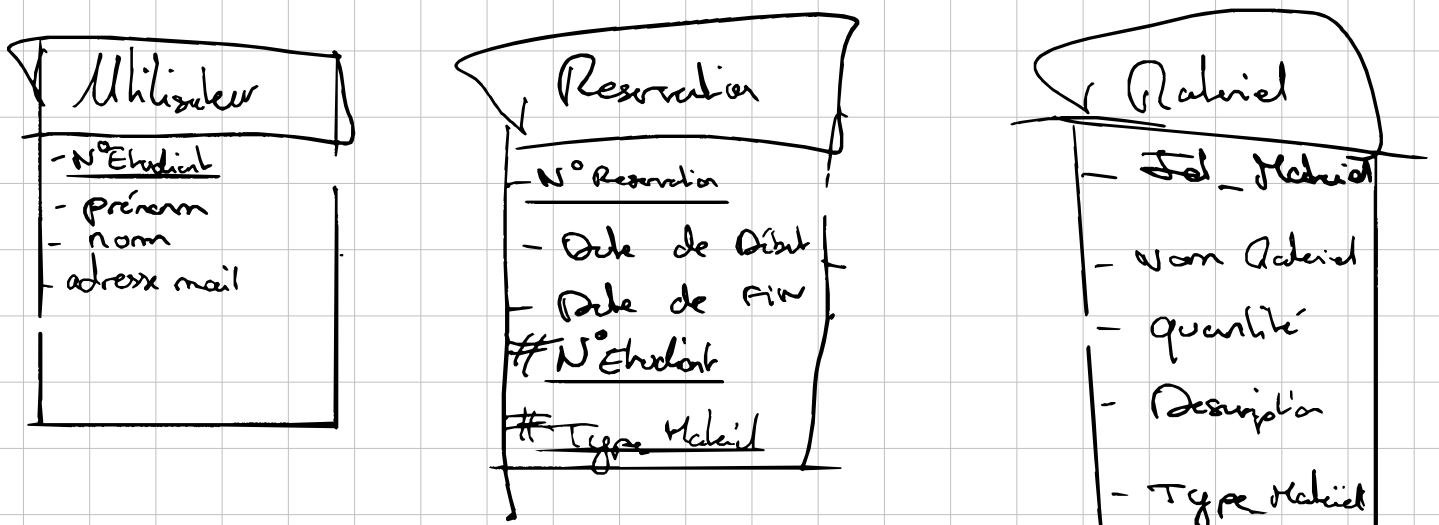 Utilisateur
- N°Etudiant
- prénom
- nom
- adresse mail
Reservation
- N° Reservation
- Date de Début
- Date de FIN
# N°Etudiant
# Type_Materiel
Materiel
- Id_Materiel
- Nom Materiel
- quantité
- Description
- Type_Materiel